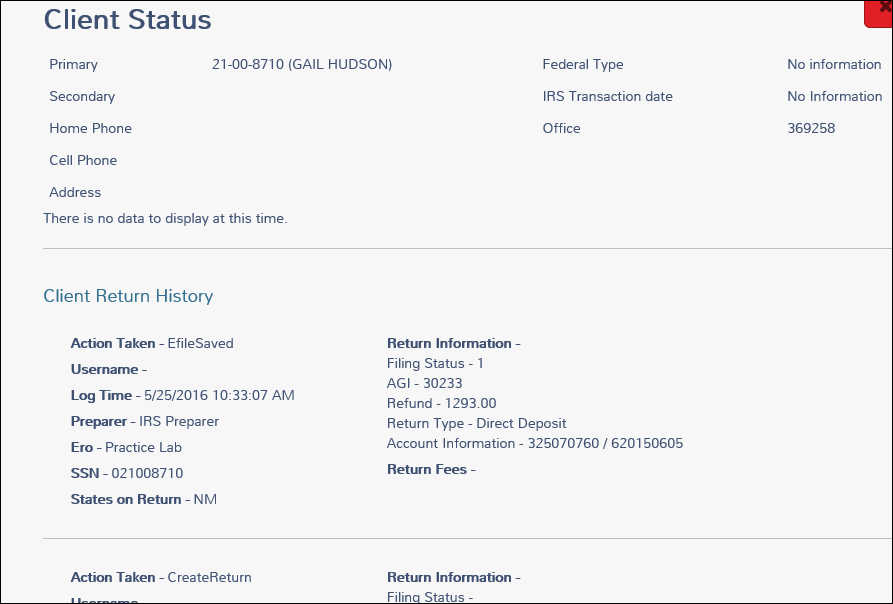 Client Status
Primary 21-00-8710 (GAIL HUDSON) Federal Type No information
Secondary IRS Transaction date No Information
Home Phone Office 369258
Cell Phone
Address
There is no data to display at this time.
Client Return History
Action Taken - EfileSaved
Username -
Log Time - 5/25/2016 10:33:07 AM
Preparer - IRS Preparer
Ero - Practice Lab
SSN - 021008710
States on Return - NM
Return Information -
Filing Status - 1
AGI - 30233
Refund - 1293.00
Return Type - Direct Deposit
Account Information - 325070760 / 620150605
Return Fees -
Action Taken - CreateReturn
Username -
Return Information -
Filing Status -